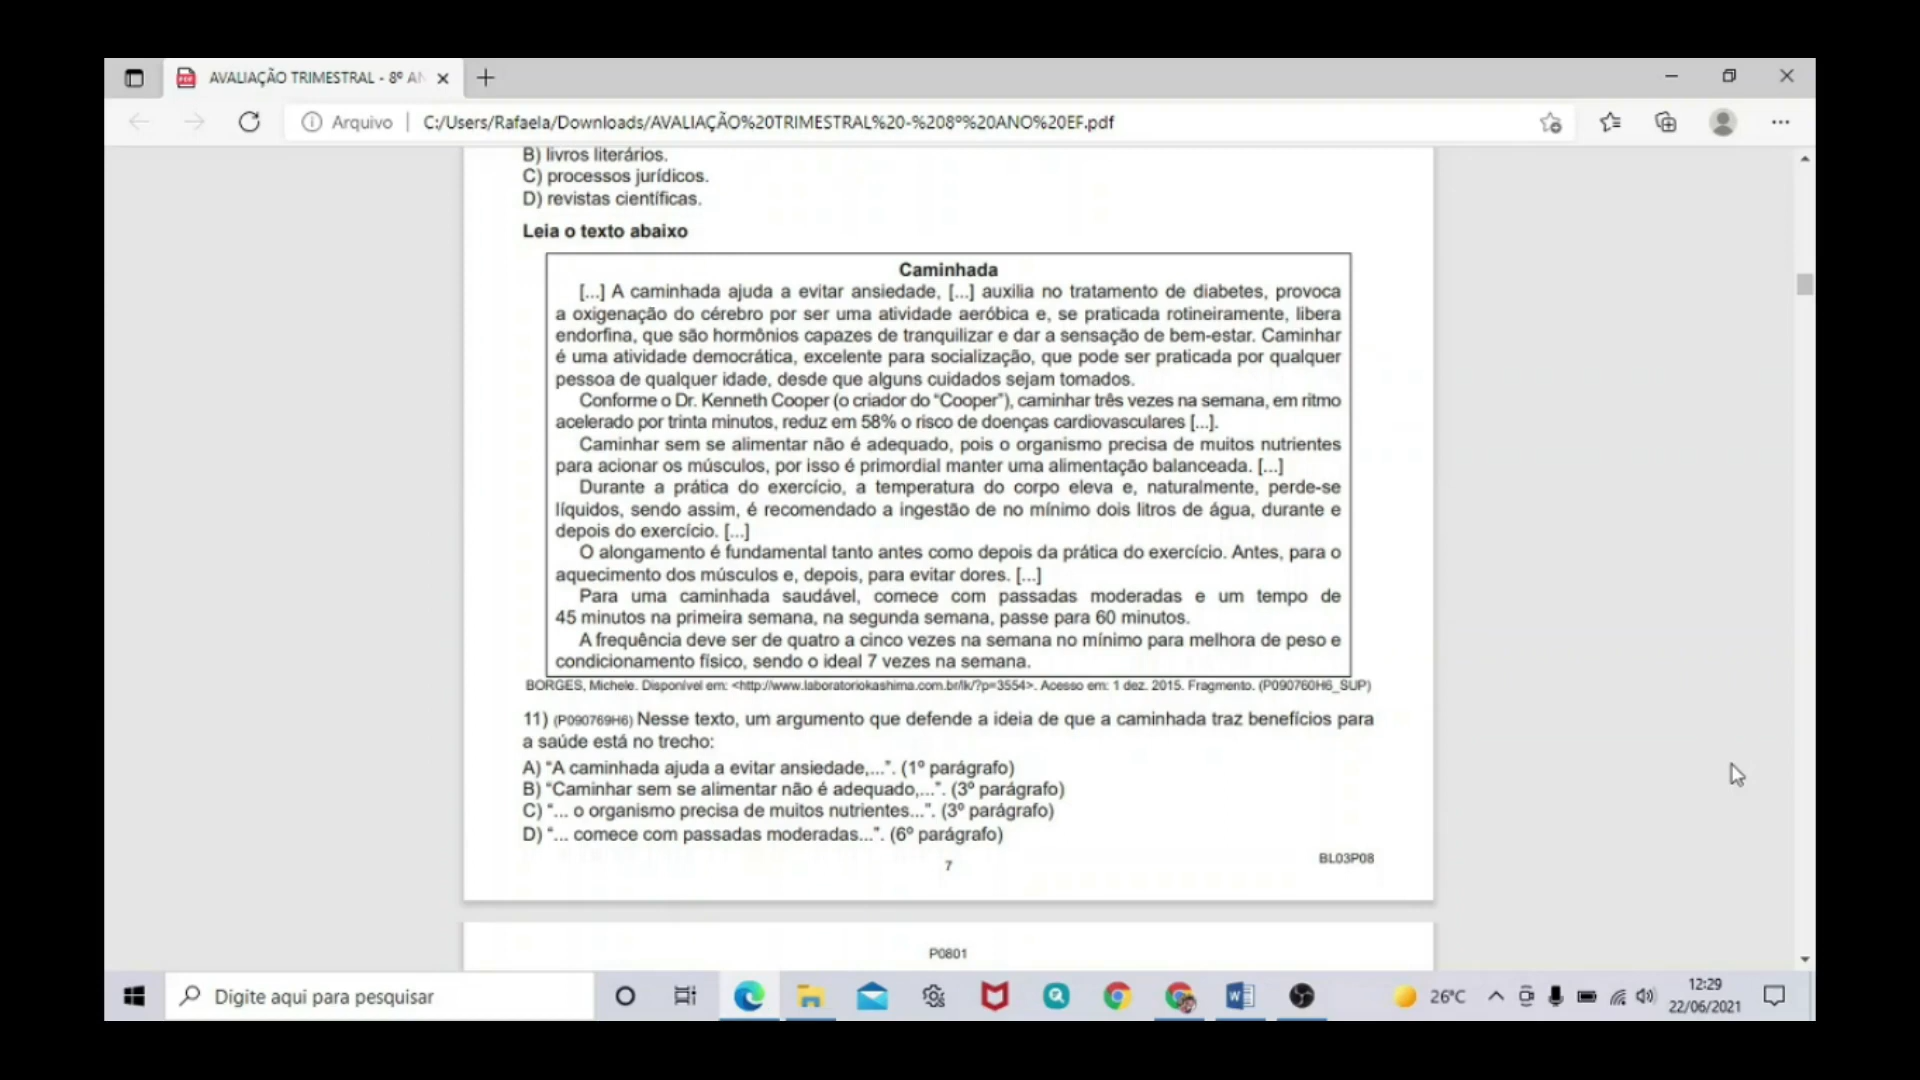 AVALIAÇÃO TRIMESTRAL - 8º AN
Arquivo
C:/Users/Rafaela/Downloads/AVALIAÇÃO%20TRIMESTRAL%20-%208º%20ANO%20EF.pdf
B) livros literários.
C) processos jurídicos.
D) revistas científicas.
Leia o texto abaixo
Caminhada
[...] A caminhada ajuda a evitar ansiedade, [...] auxilia no tratamento de diabetes, provoca
a oxigenação do cérebro por ser uma atividade aeróbica e, se praticada rotineiramente, libera
endorfina, que são hormônios capazes de tranquilizar e dar a sensação de bem-estar. Caminhar
é uma atividade democrática, excelente para socialização, que pode ser praticada por qualquer
pessoa de qualquer idade, desde que alguns cuidados sejam tomados.
Conforme o Dr. Kenneth Cooper (o criador do “Cooper”), caminhar três vezes na semana, em ritmo
acelerado por trinta minutos, reduz em 58% o risco de doenças cardiovasculares [...].
Caminhar sem se alimentar não é adequado, pois o organismo precisa de muitos nutrientes
para acionar os músculos, por isso é primordial manter uma alimentação balanceada. [...]
Durante a prática do exercício, a temperatura do corpo eleva e, naturalmente, perde-se
líquidos, sendo assim, é recomendado a ingestão de no mínimo dois litros de água, durante e
depois do exercício. [...]
O alongamento é fundamental tanto antes como depois da prática do exercício. Antes, para o
aquecimento dos músculos e, depois, para evitar dores. [...]
Para uma caminhada saudável, comece com passadas moderadas e um tempo de
45 minutos na primeira semana, na segunda semana, passe para 60 minutos.
A frequência deve ser de quatro a cinco vezes na semana no mínimo para melhora de peso e
condicionamento físico, sendo o ideal 7 vezes na semana.
BORGES, Michele. Disponível em: <http://www.laboratoriokashima.com.br/lk/?p=3554>. Acesso em: 1 dez. 2015. Fragmento. (P090760H6_SUP)
11) (P090769H6) Nesse texto, um argumento que defende a ideia de que a caminhada traz benefícios para
a saúde está no trecho:
A) “A caminhada ajuda a evitar ansiedade,...”. (1º parágrafo)
B) “Caminhar sem se alimentar não é adequado,...”. (3º parágrafo)
C) “... o organismo precisa de muitos nutrientes...”. (3º parágrafo)
D) “... comece com passadas moderadas...”. (6º parágrafo)
7
BL03P08
P0801
Digite aqui para pesquisar
26°C
12:29
22/06/2021